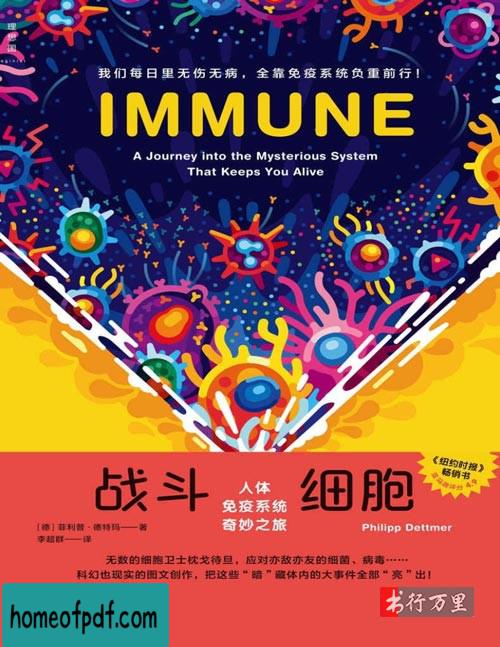 理想国
imaginist
我们每日里无伤无病，全靠免疫系统负重前行！
IMMUNE
A Journey into the Mysterious System
That Keeps You Alive
《纽约时报》
畅销书
战斗细胞
人体
免疫系统
奇妙之旅
[德] 菲利普·德特玛——著
李超群——译
Philipp Dettmer
无数的细胞卫士枕戈待旦，应对亦敌亦友的细菌、病毒……
科幻也现实的图文创作，把这些“暗”藏体内的大事件全部“亮”出！
homeofpdf.com
书行万里